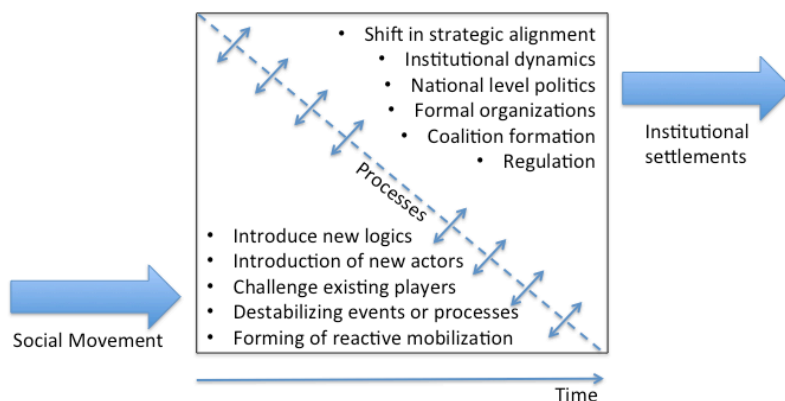 • Shift in strategic alignment
• Institutional dynamics
• National level politics
• Formal organizations
• Coalition formation
• Regulation
Institutional
settlements
Processes
• Introduce new logics
• Introduction of new actors
• Challenge existing players
• Destabilizing events or processes
• Forming of reactive mobilization
Social Movement
Time